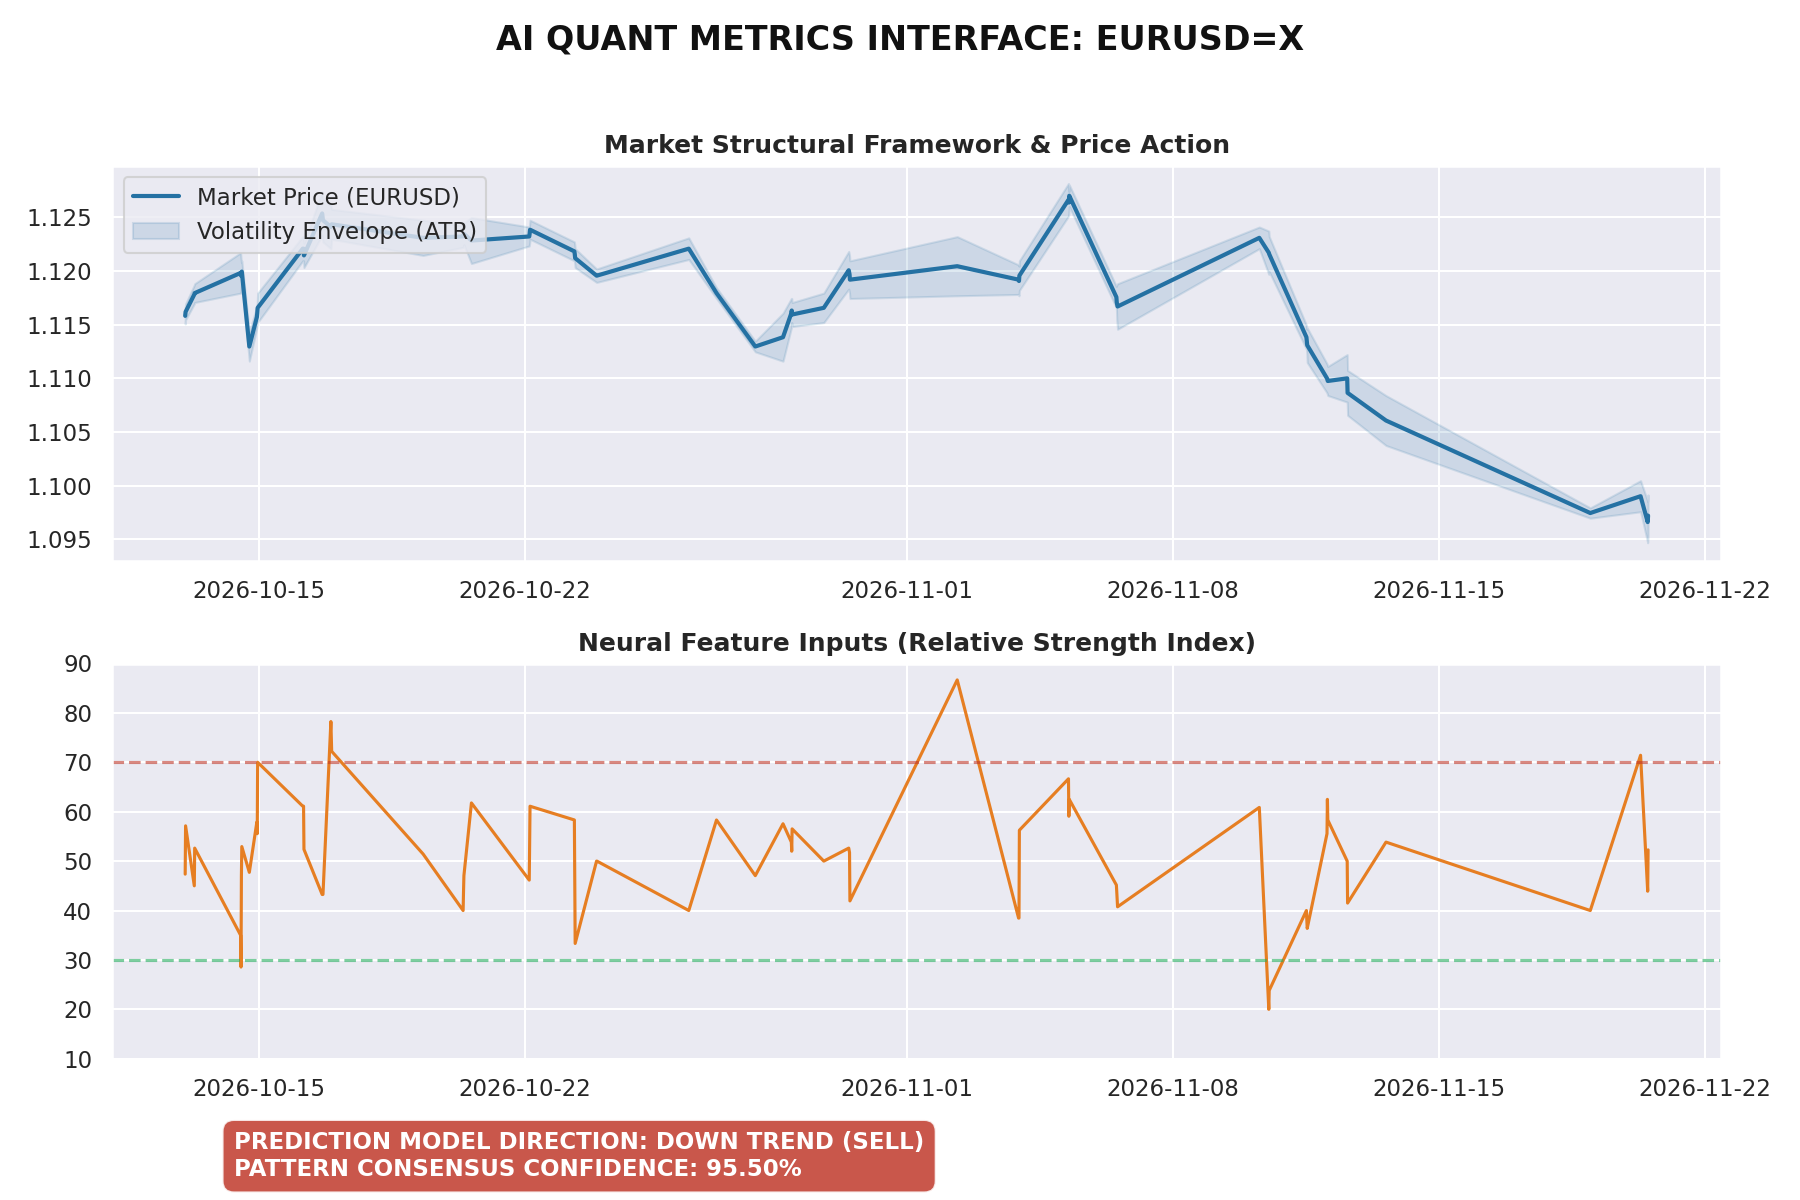 AI QUANT METRICS INTERFACE: EURUSD=X
Market Structural Framework & Price Action
Market Price (EURUSD)
Volatility Envelope (ATR)
1.125
1.120
1.115
1.110
1.105
1.100
1.095
2026-10-15 2026-10-22 2026-11-01 2026-11-08 2026-11-15 2026-11-22
Neural Feature Inputs (Relative Strength Index)
90
80
70
60
50
40
30
20
10
2026-10-15 2026-10-22 2026-11-01 2026-11-08 2026-11-15 2026-11-22
PREDICTION MODEL DIRECTION: DOWN TREND (SELL)
PATTERN CONSENSUS CONFIDENCE: 95.50%